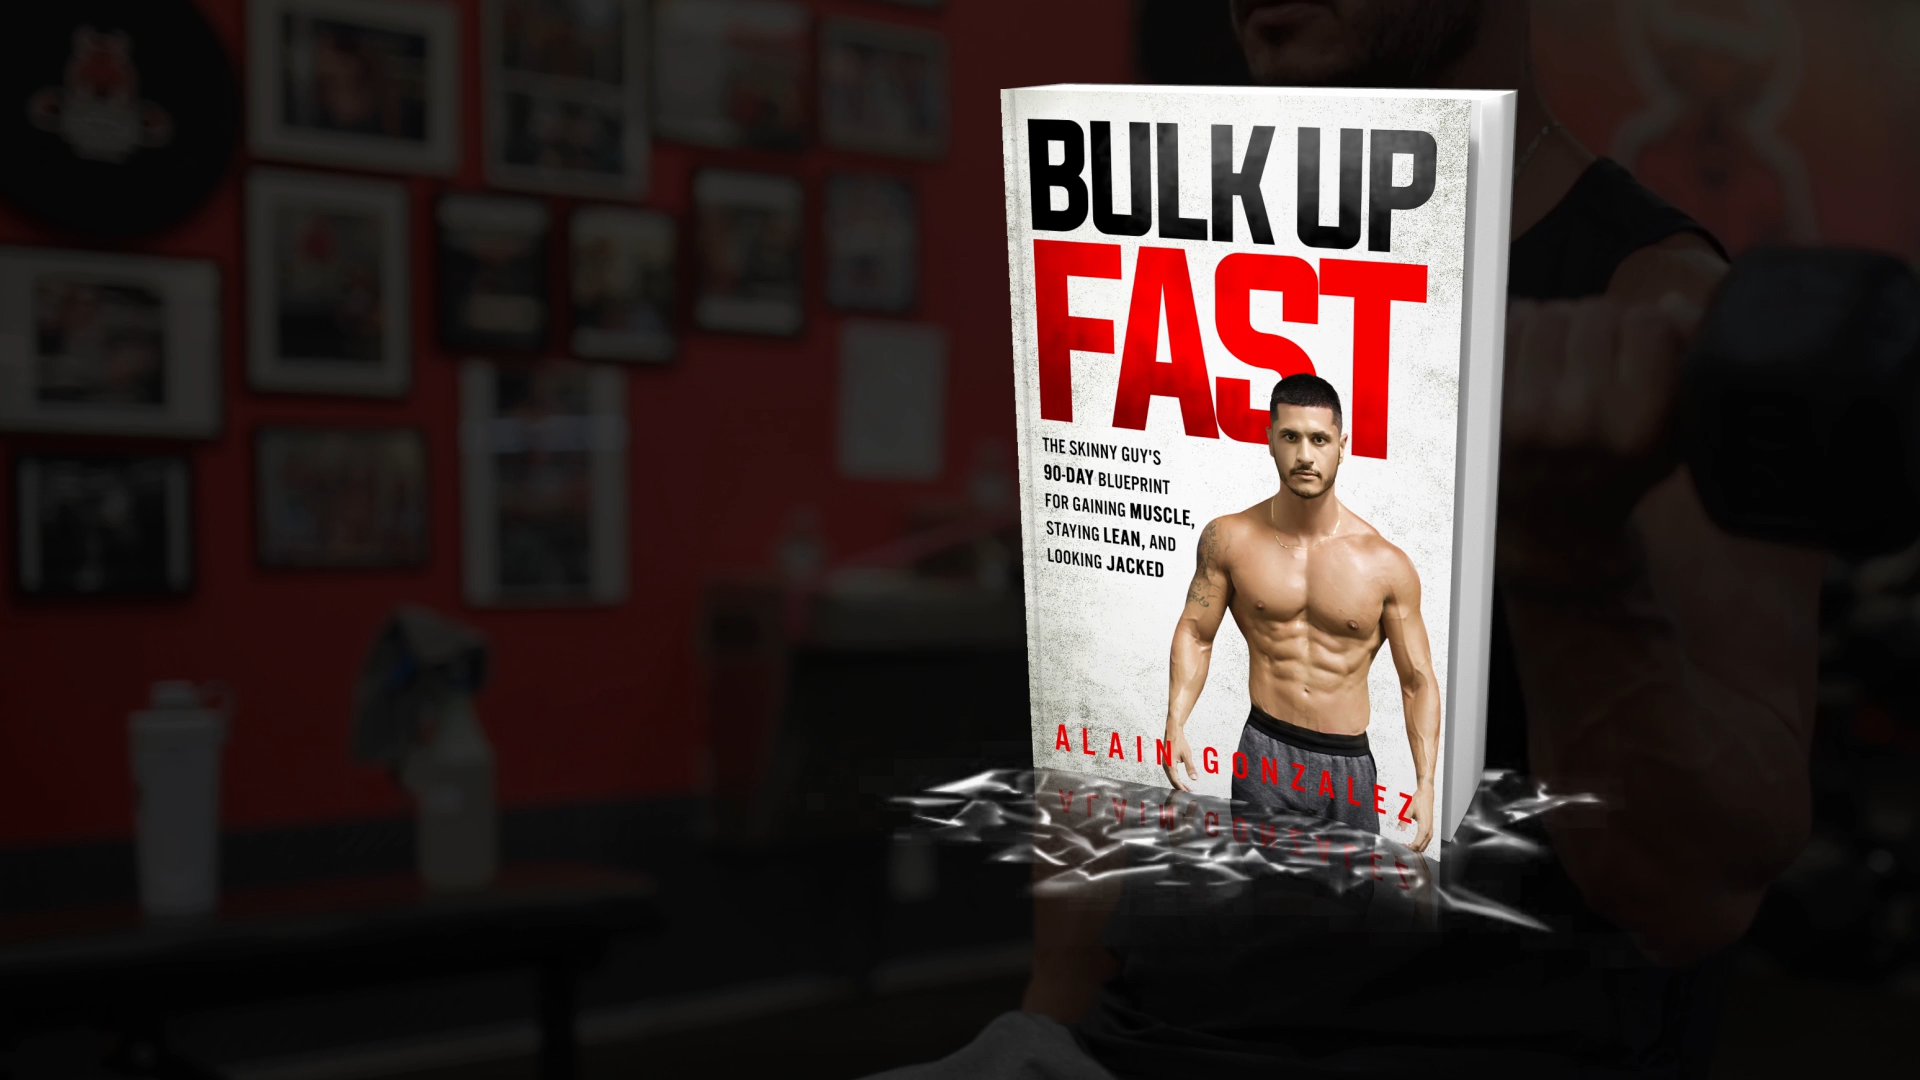 BULK UP
FAST
THE SKINNY GUY'S
90-DAY BLUEPRINT
FOR GAINING MUSCLE,
STAYING LEAN, AND
LOOKING JACKED
ALAIN GONZALEZ